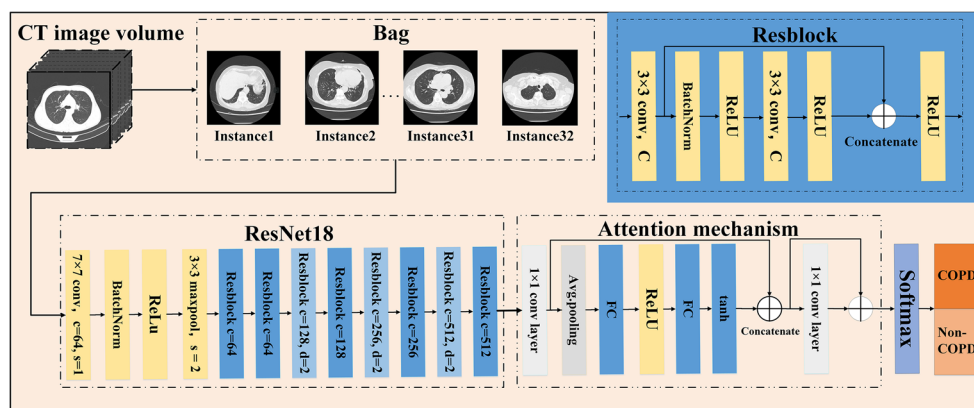 CT image volume
Bag
Instance1
Instance2
...
Instance31
Instance32
Resblock
3×3 conv, C
BatchNorm
ReLU
3×3 conv, C
ReLU
Concatenate
ReLU
ResNet18
7×7 conv, c=64, s=1
BatchNorm
ReLu
3×3 maxpool, s = 2
Resblock c=64
Resblock c=64
Resblock c=128, d=2
Resblock c=128
Resblock c=256, d=2
Resblock c=256
Resblock c=512, d=2
Resblock c=512
Attention mechanism
1×1 conv layer
Avg.pooling
FC
ReLU
FC
tanh
Concatenate
1×1 conv layer
Softmax
COPD
Non-
COPD